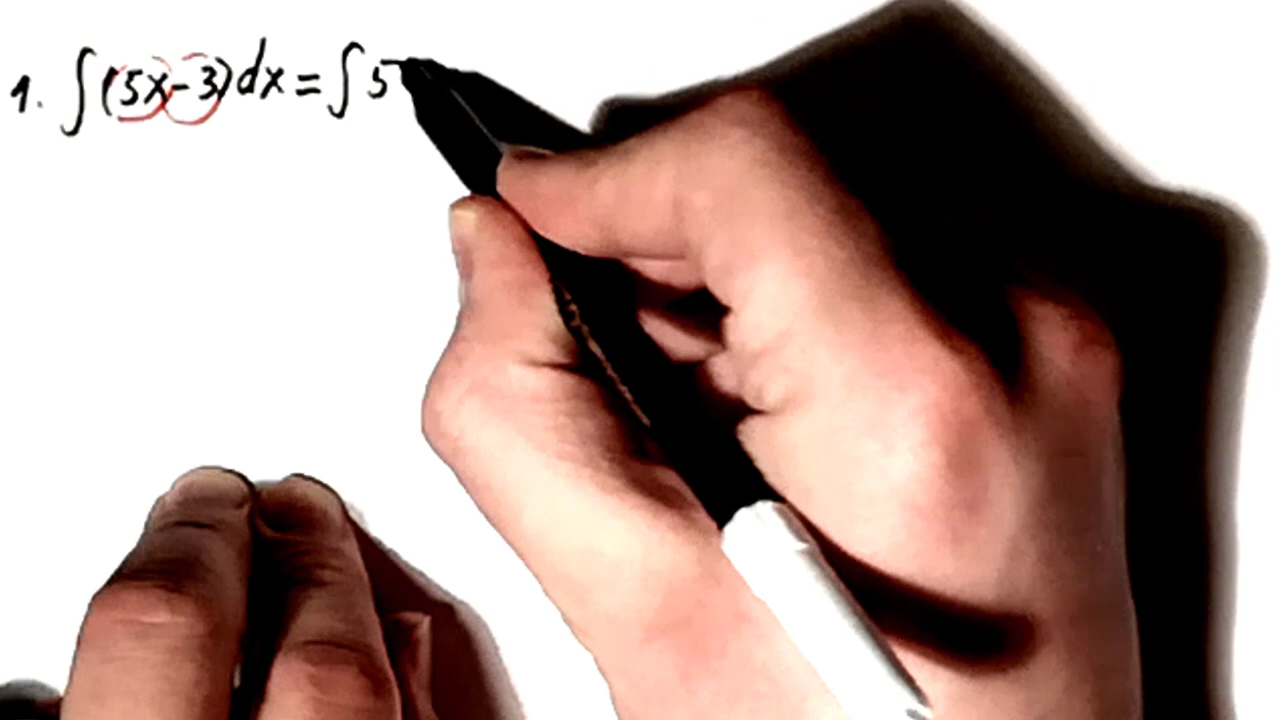 1. ∫(5x-3)dx = ∫5